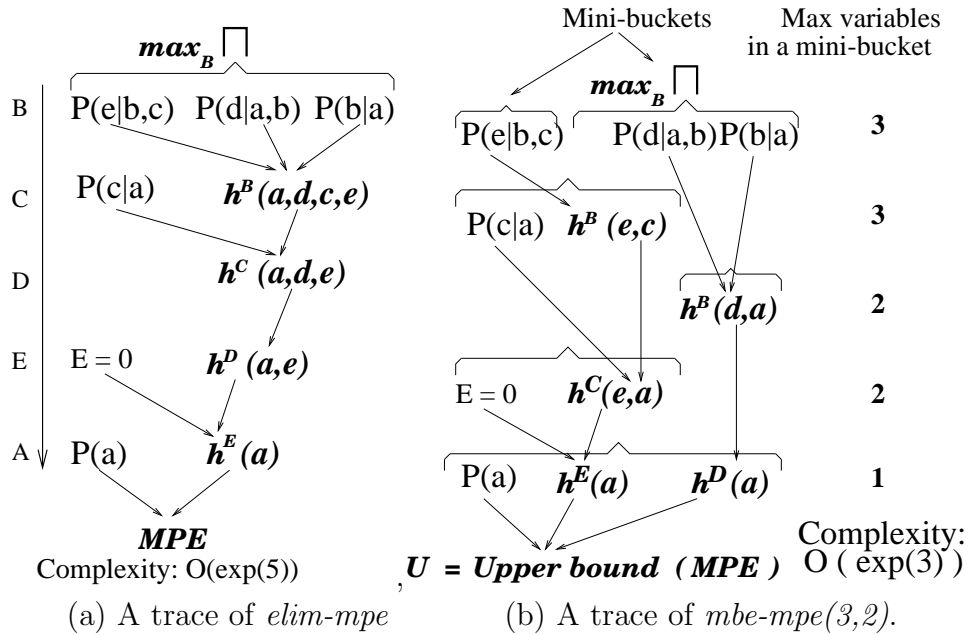 max_B ∏
B
P(e|b,c) P(d|a,b) P(b|a)
C
P(c|a) h^B (a,d,c,e)
D
h^C (a,d,e)
E
E = 0 h^D (a,e)
A
P(a) h^E (a)
MPE
Complexity: O(exp(5))
(a) A trace of elim-mpe
Mini-buckets
Max variables
in a mini-bucket
max_B ∏
P(e|b,c) P(d|a,b) P(b|a) 3
P(c|a) h^B (e,c) 3
h^B (d,a) 2
E = 0 h^C (e,a) 2
P(a) h^E (a) h^D (a) 1
, U = Upper bound (MPE)
Complexity:
O ( exp(3) )
(b) A trace of mbe-mpe(3,2).